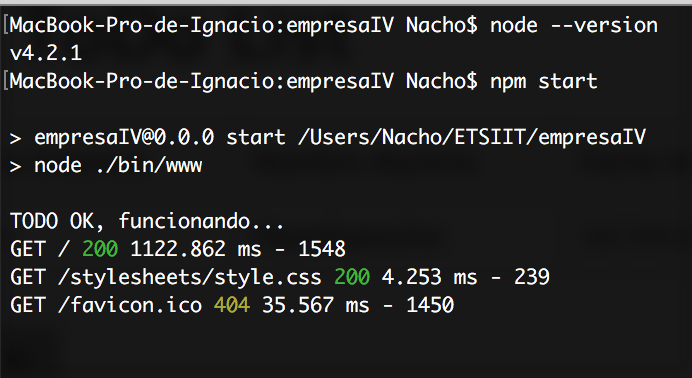 [MacBook-Pro-de-Ignacio:empresaIV Nacho$ node --version
v4.2.1
[MacBook-Pro-de-Ignacio:empresaIV Nacho$ npm start
> empresaIV@0.0.0 start /Users/Nacho/ETSIIT/empresaIV
> node ./bin/www
TODO OK, funcionando...
GET / 200 1122.862 ms - 1548
GET /stylesheets/style.css 200 4.253 ms - 239
GET /favicon.ico 404 35.567 ms - 1450